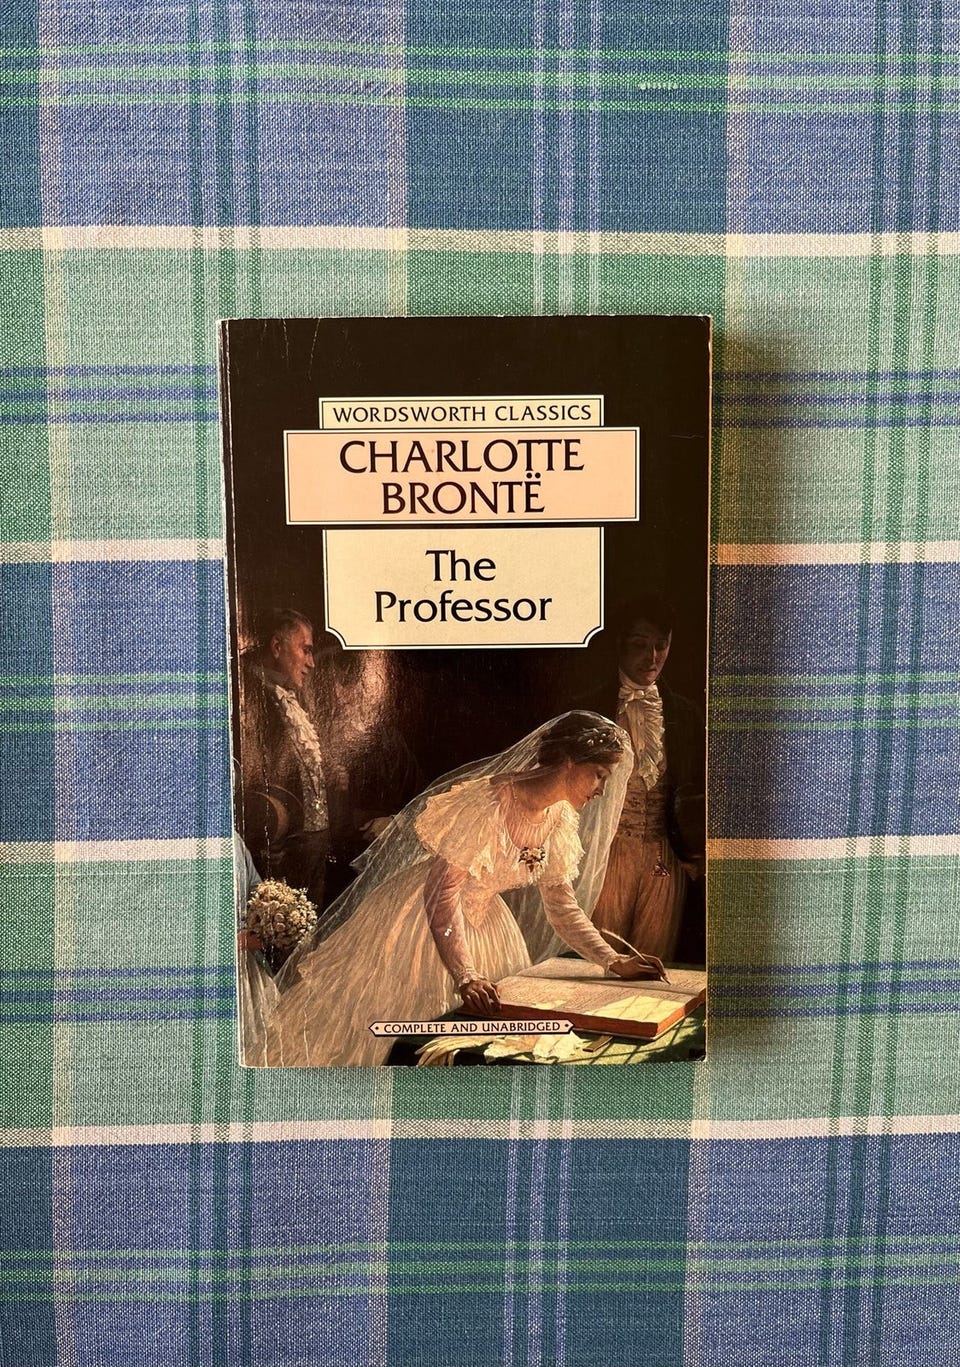 WORDSWORTH CLASSICS
CHARLOTTE
BRONTË
The
Professor
COMPLETE AND UNABRIDGED